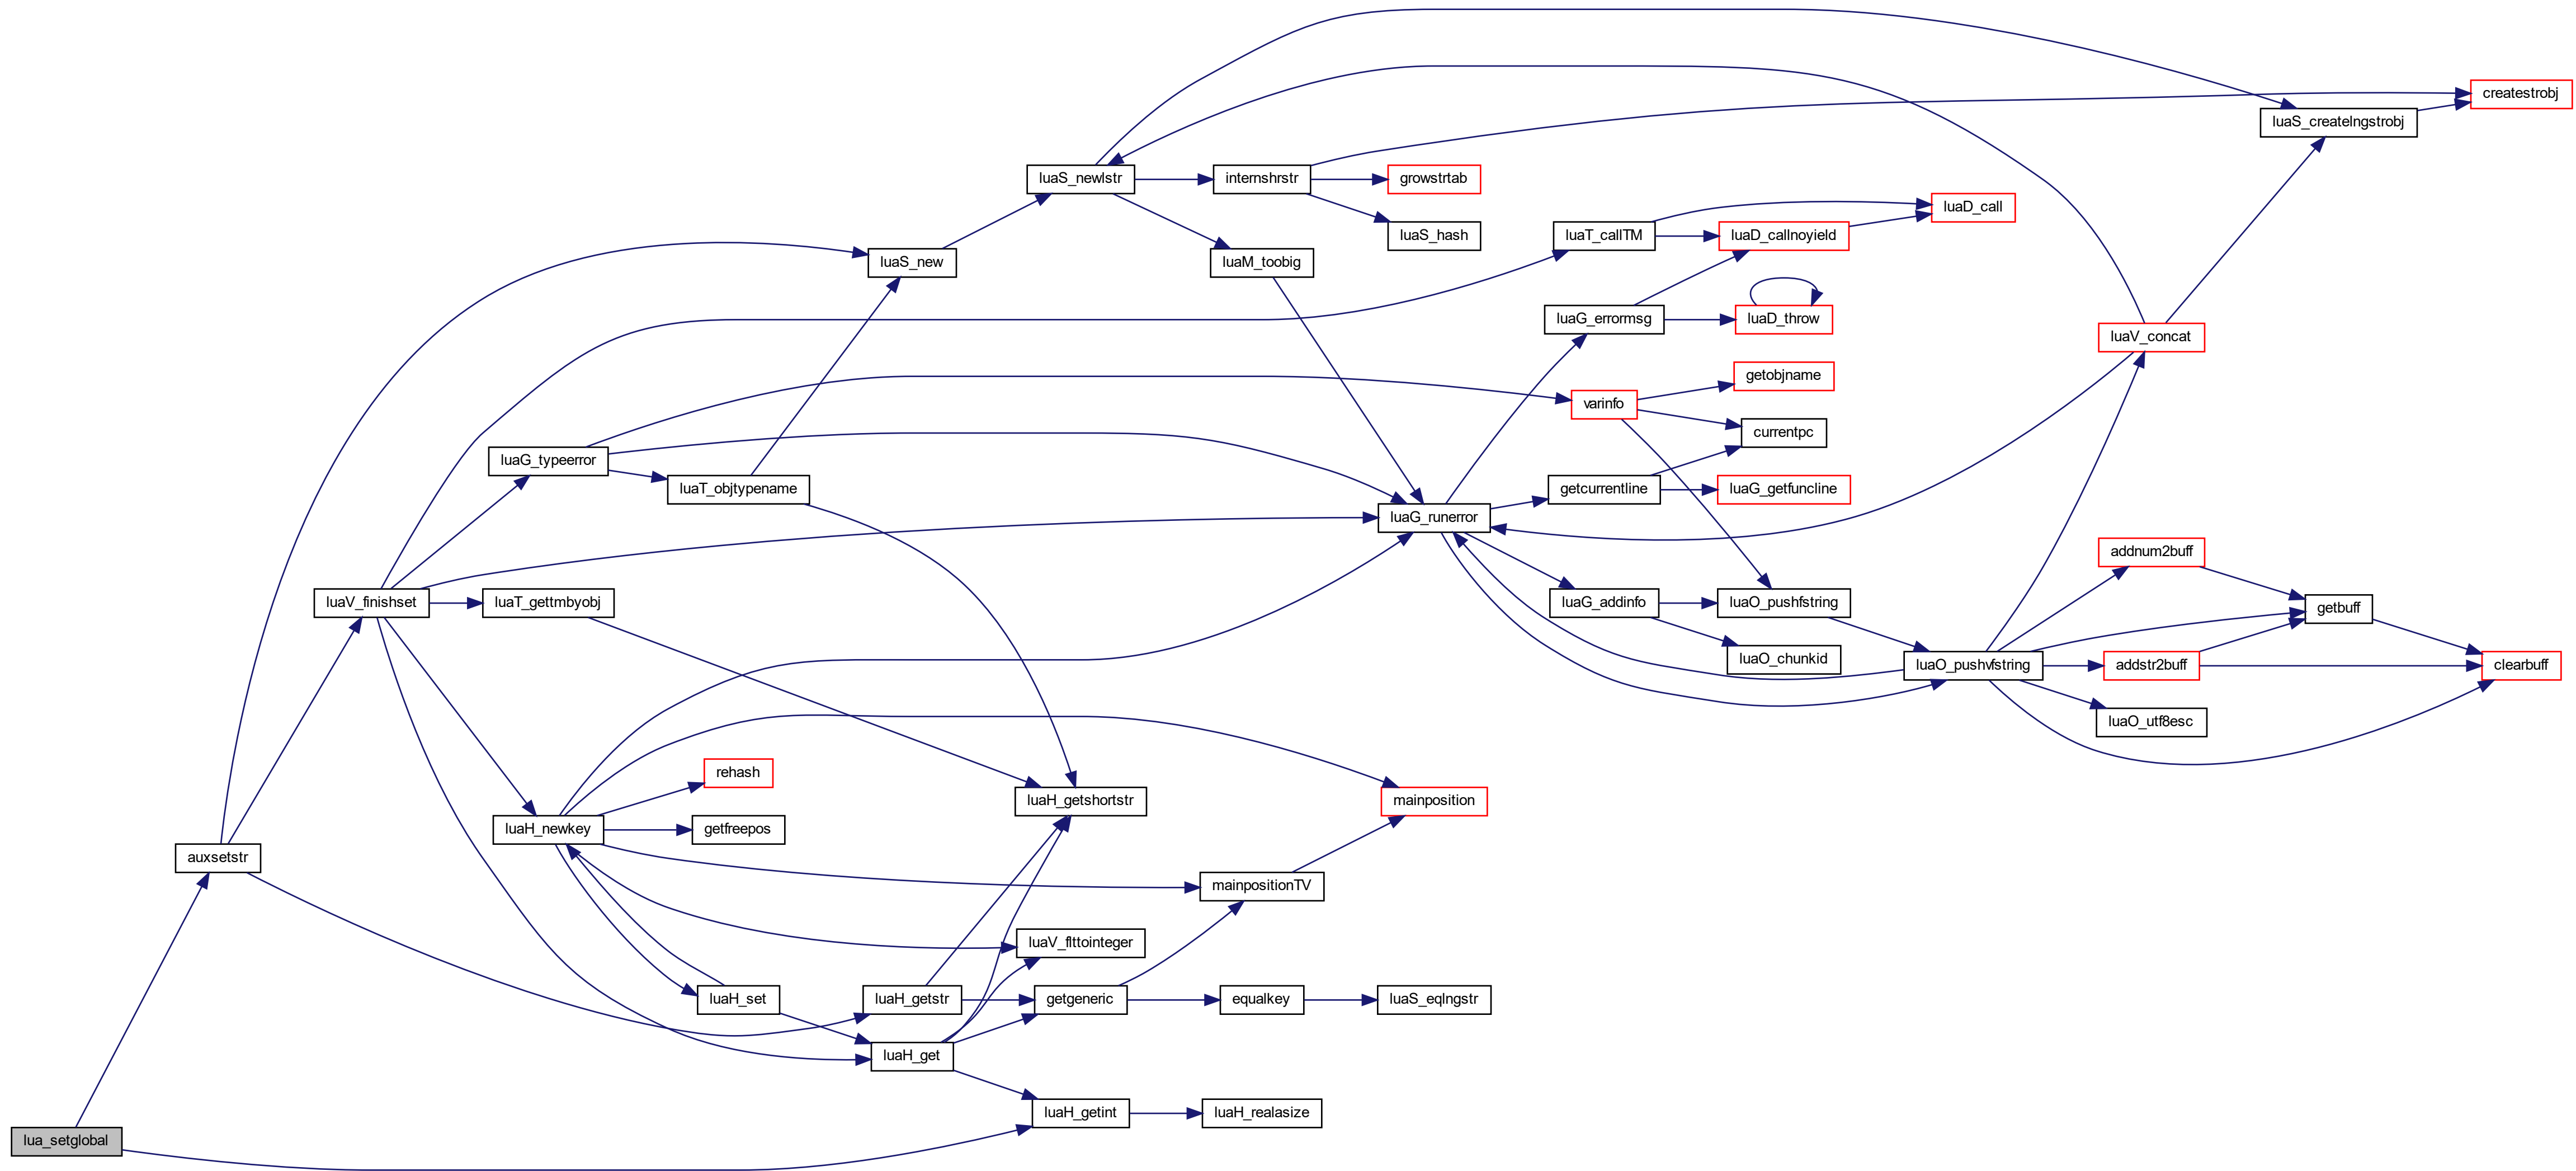 lua_setglobal
auxsetstr
luaV_finishset
luaG_typeerror
luaT_gettmbyobj
luaH_newkey
luaT_objtypename
rehash
getfreepos
luaH_set
luaS_new
luaH_getstr
luaH_get
luaS_newlstr
luaH_getshortstr
luaV_flttointeger
getgeneric
luaH_getint
internshrstr
luaM_toobig
mainpositionTV
equalkey
luaH_realasize
growstrtab
luaS_hash
luaG_runerror
mainposition
luaS_eqlngstr
luaT_callTM
luaG_errormsg
varinfo
getcurrentline
luaG_addinfo
luaD_callnoyield
luaD_throw
getobjname
currentpc
luaG_getfuncline
luaO_pushfstring
luaO_chunkid
luaD_call
luaO_pushvfstring
luaV_concat
addnum2buff
addstr2buff
luaO_utf8esc
luaS_createlngstrobj
getbuff
createstrobj
clearbuff